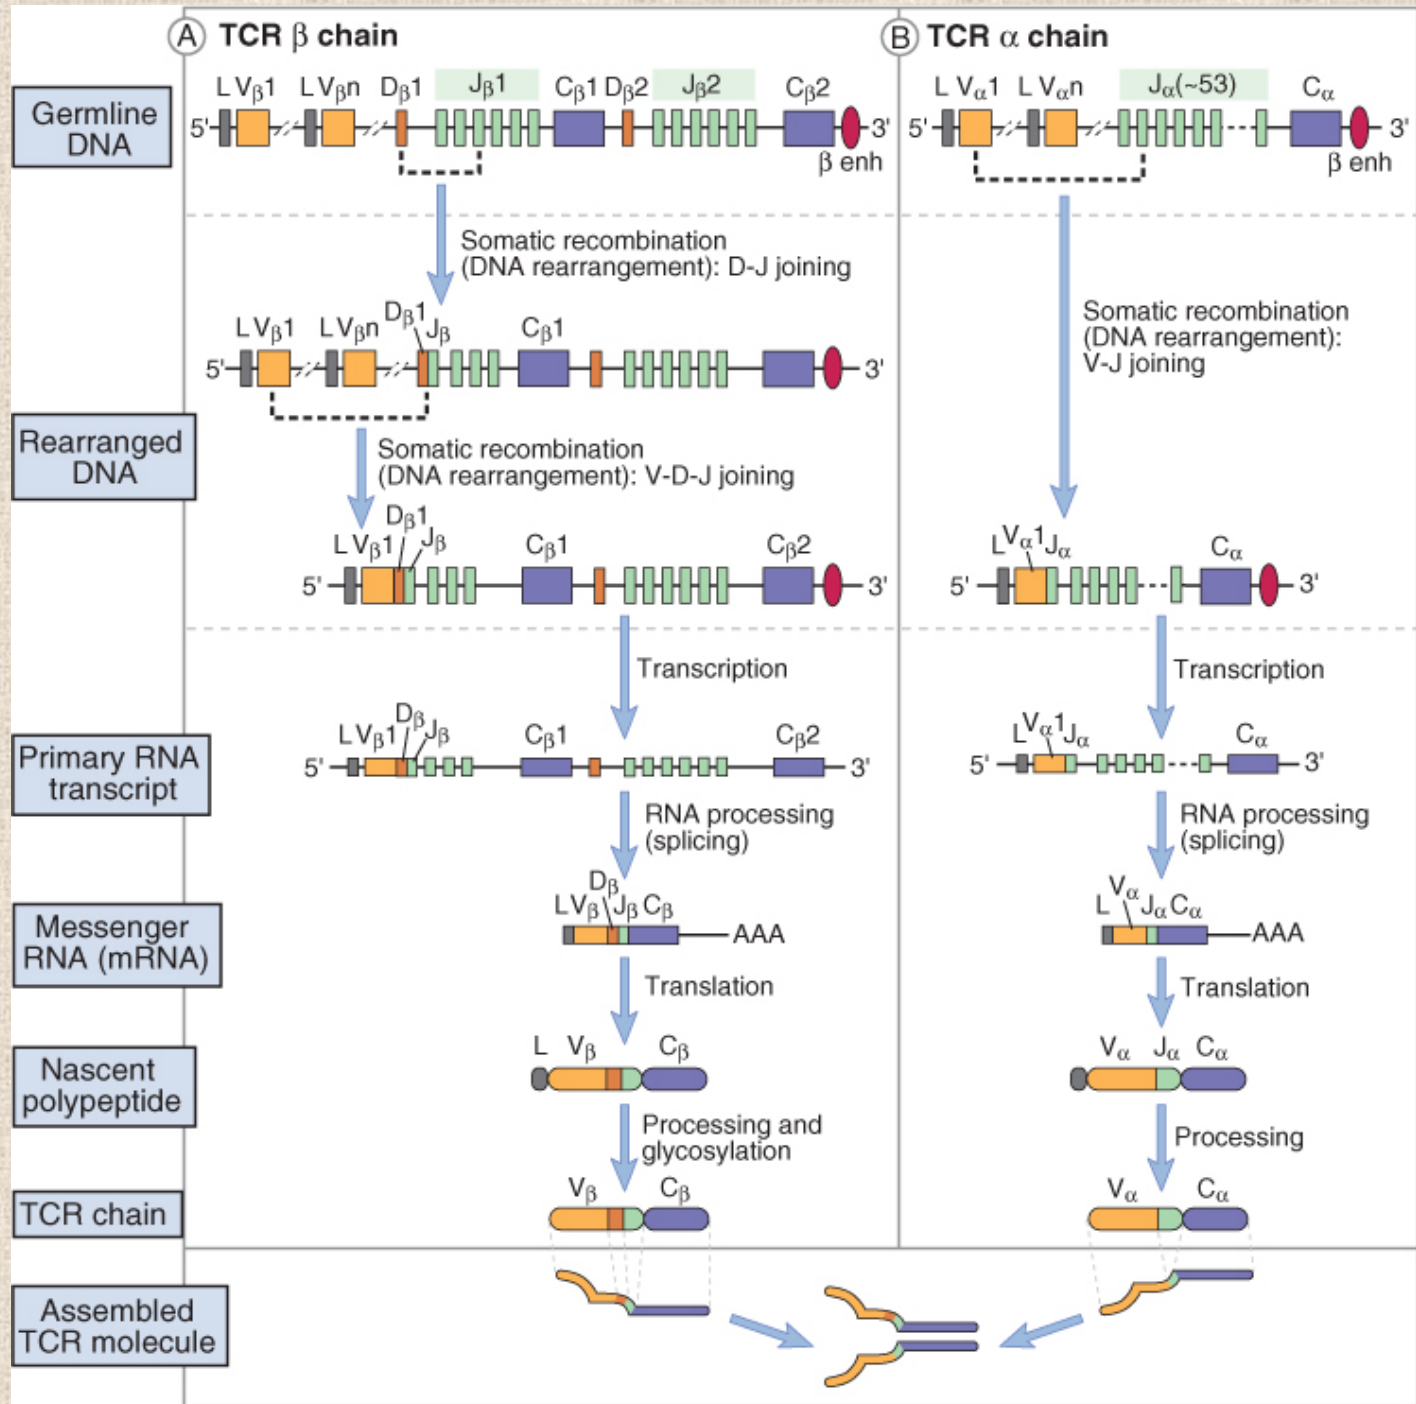 A TCR β chain
B TCR α chain
Germline
DNA
L Vβ1 L Vβn Dβ1 Jβ1 Cβ1 Dβ2 Jβ2 Cβ2
5' 3'
β enh
L Vα1 L Vαn Jα(~53) Cα
5' 3'
β enh
Somatic recombination
(DNA rearrangement): D-J joining
Somatic recombination
(DNA rearrangement):
V-J joining
Rearranged
DNA
L Vβ1 L Vβn Dβ1 Jβ Cβ1
5' 3'
Somatic recombination
(DNA rearrangement): V-D-J joining
L Vβ1 Dβ1 Jβ Cβ1 Cβ2
5' 3'
L Vα1 Jα Cα
5' 3'
Transcription
Transcription
Primary RNA
transcript
L Vβ1 Dβ Jβ Cβ1 Cβ2
5' 3'
L Vα1 Jα Cα
5' 3'
RNA processing
(splicing)
RNA processing
(splicing)
Messenger
RNA (mRNA)
L Vβ Dβ Jβ Cβ
AAA
L Vα Jα Cα
AAA
Translation
Translation
Nascent
polypeptide
L Vβ Cβ
Vα Jα Cα
Processing and
glycosylation
Processing
TCR chain
Vβ Cβ
Vα Cα
Assembled
TCR molecule